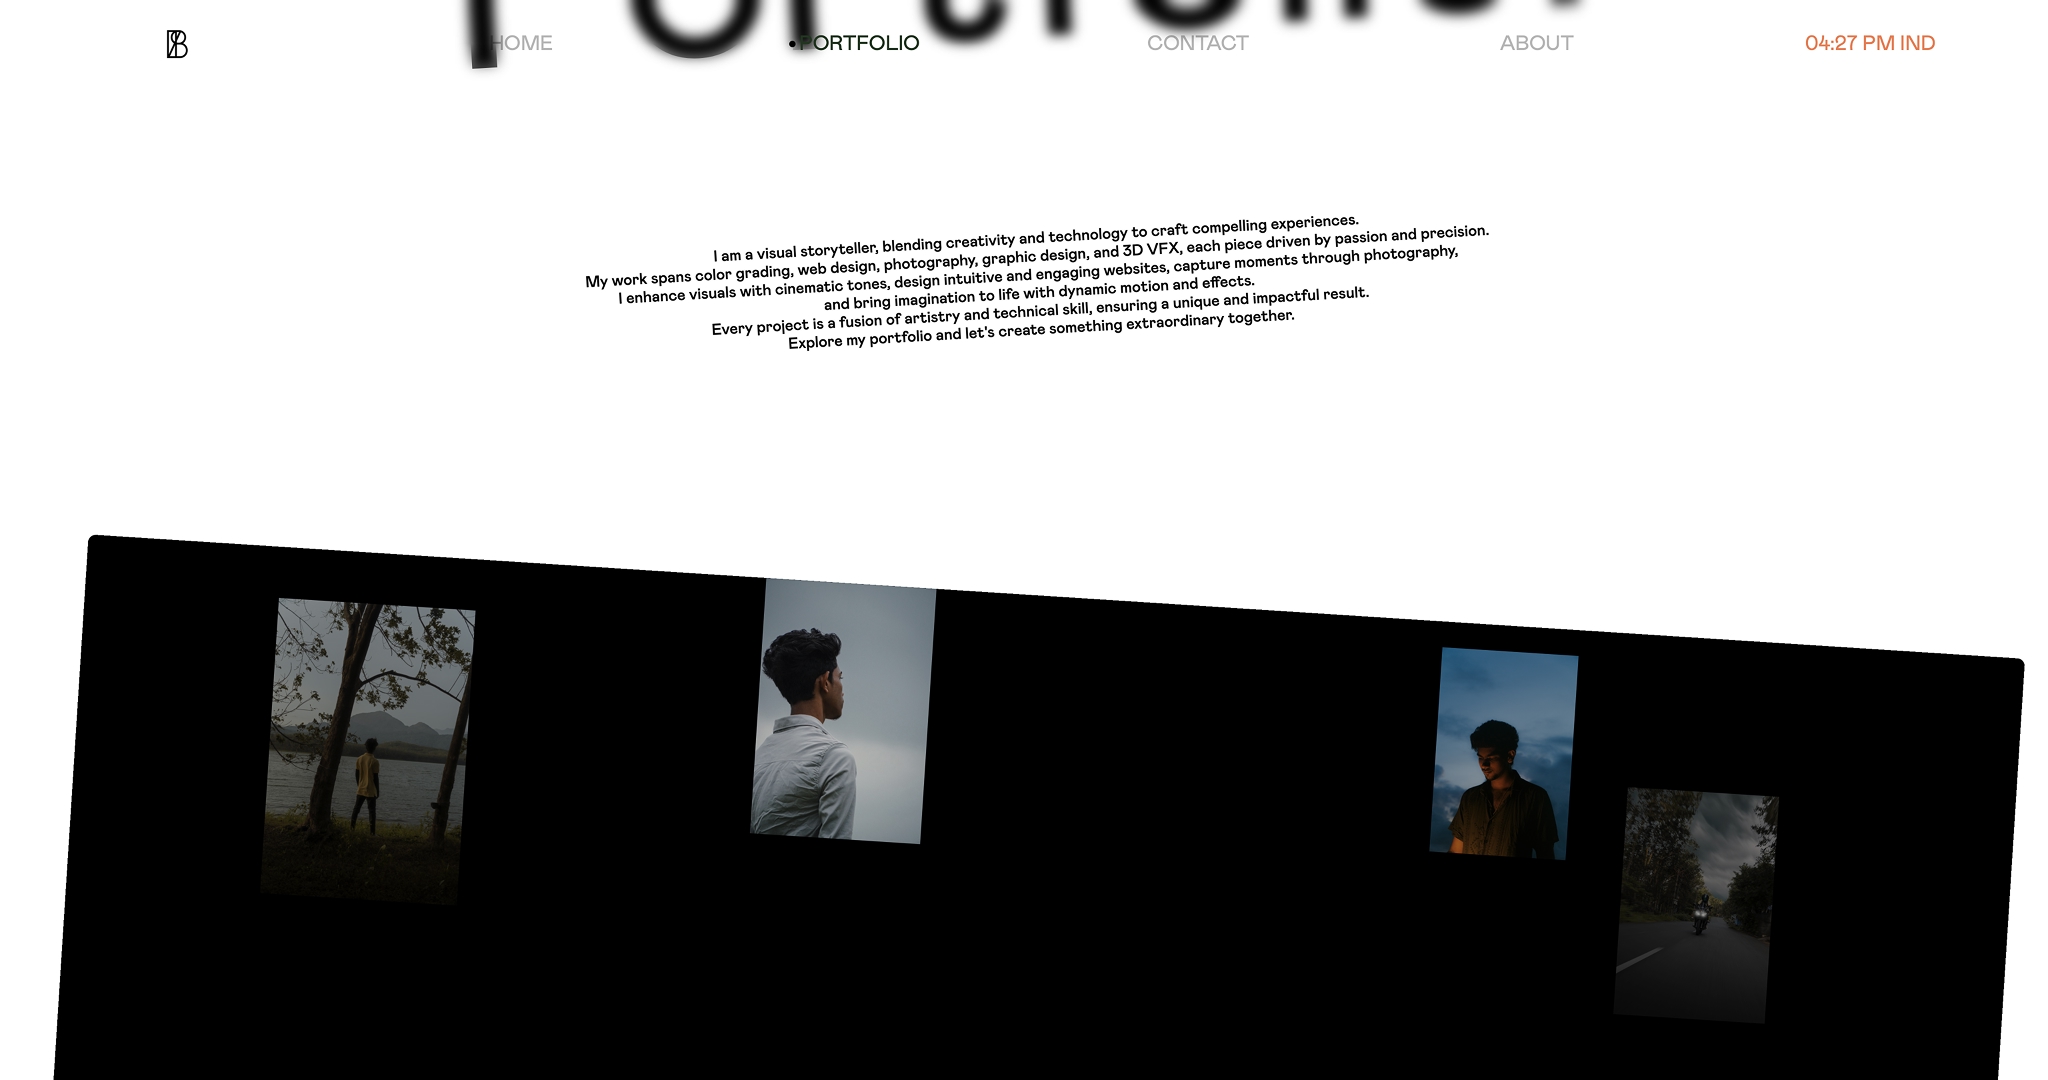 Portfolio.
HOME
PORTFOLIO
CONTACT
ABOUT
04:27 PM IND
I am a visual storyteller, blending creativity and technology to craft compelling experiences.
My work spans color grading, web design, photography, graphic design, and 3D VFX, each piece driven by passion and precision.
I enhance visuals with cinematic tones, design intuitive and engaging websites, capture moments through photography,
and bring imagination to life with dynamic motion and effects.
Every project is a fusion of artistry and technical skill, ensuring a unique and impactful result.
Explore my portfolio and let's create something extraordinary together.